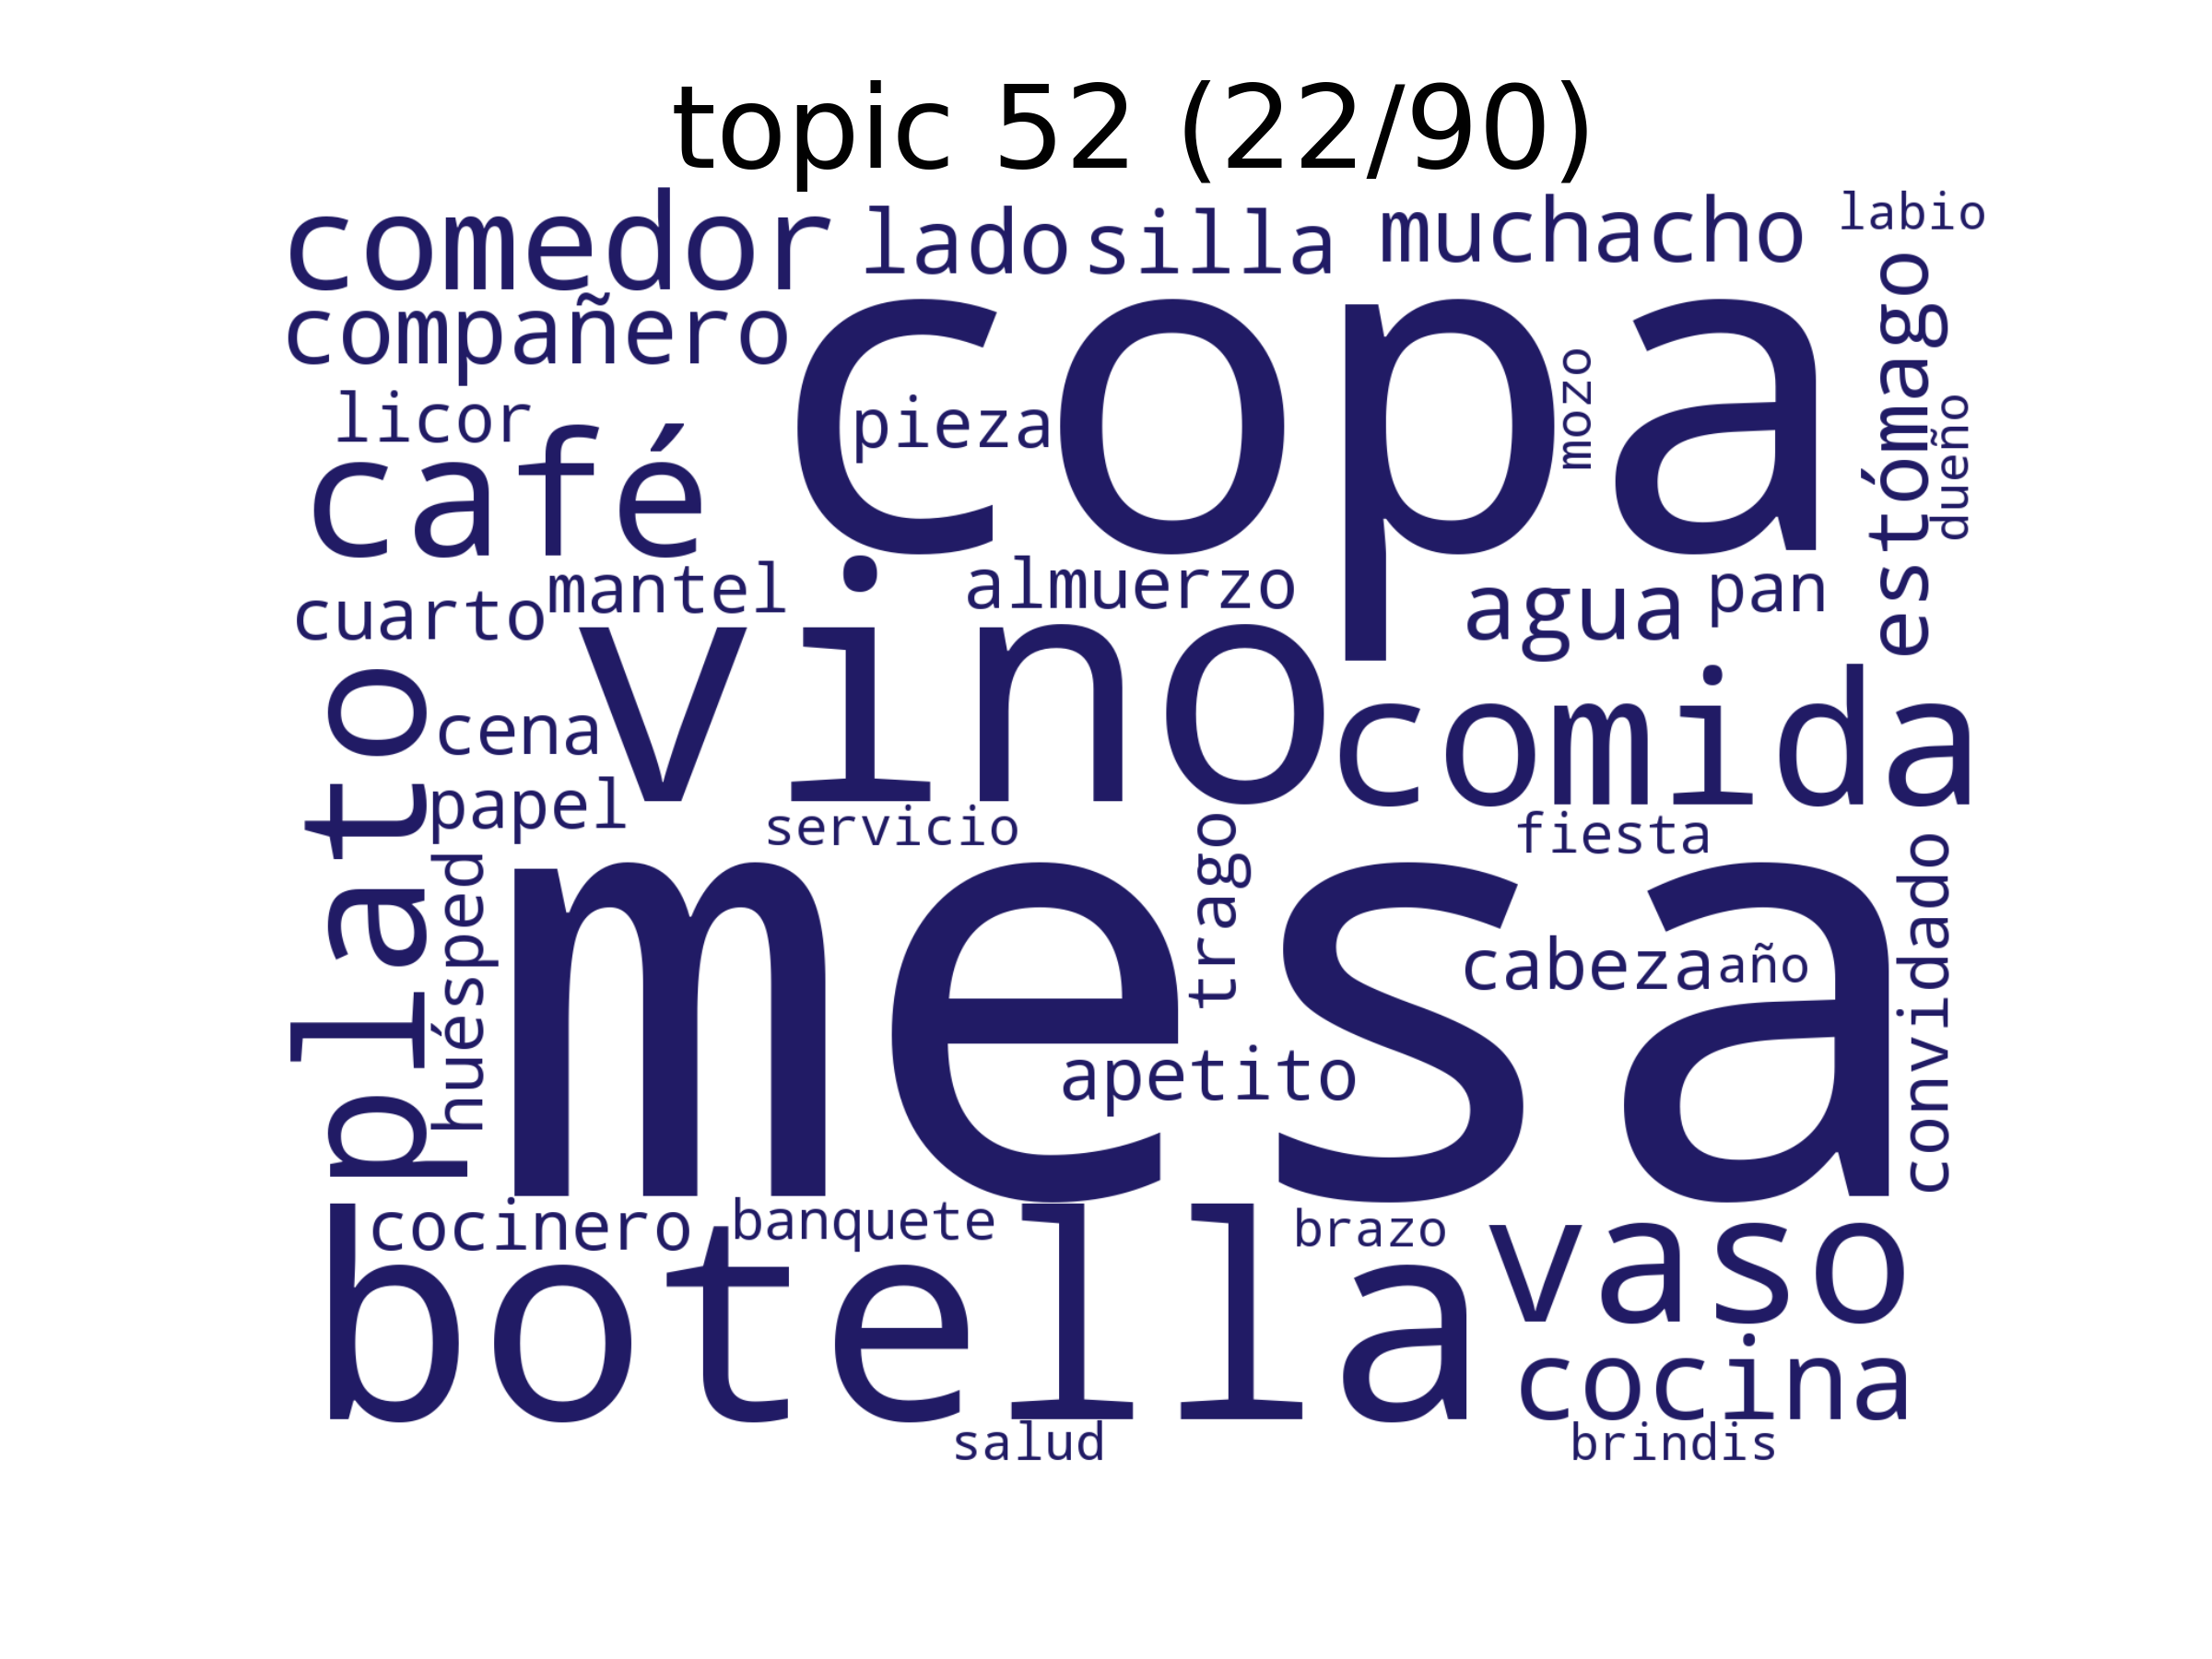 topic 52 (22/90)
comedor
lado
silla
muchacho
labio
compañero
copa
estómago
licor
pieza
mozo
dueño
café
cuarto
mantel
almuerzo
agua
pan
vino
plato
cena
comida
papel
servicio
trago
fiesta
huésped
mesa
convidado
cabeza
año
apetito
cocinero
banquete
brazo
vaso
botella
cocina
salud
brindis